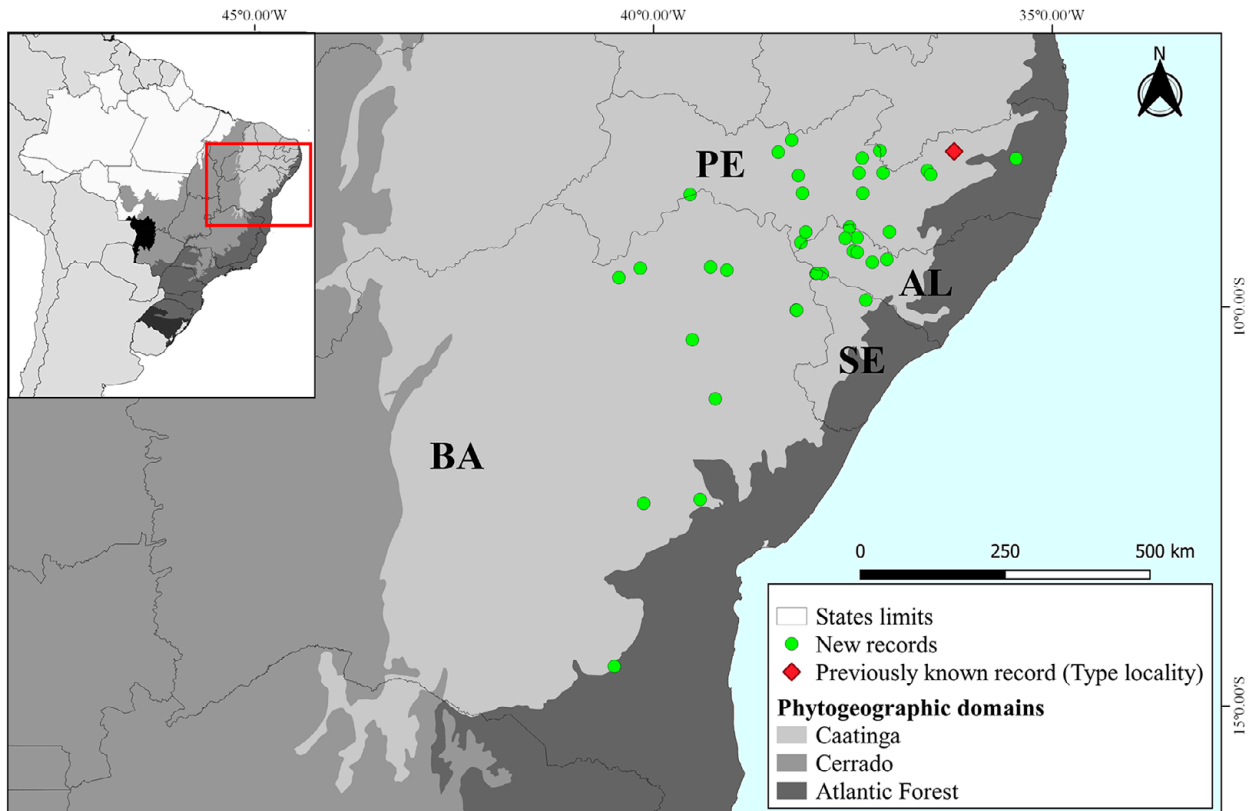 45°0.00'W 40°0.00'W 35°0.00'W
N
PE
AL
10°0.00'S
SE
BA
0 250 500 km
States limits
New records
Previously known record (Type locality)
Phytogeographic domains
Caatinga
Cerrado
Atlantic Forest
15°0.00'S